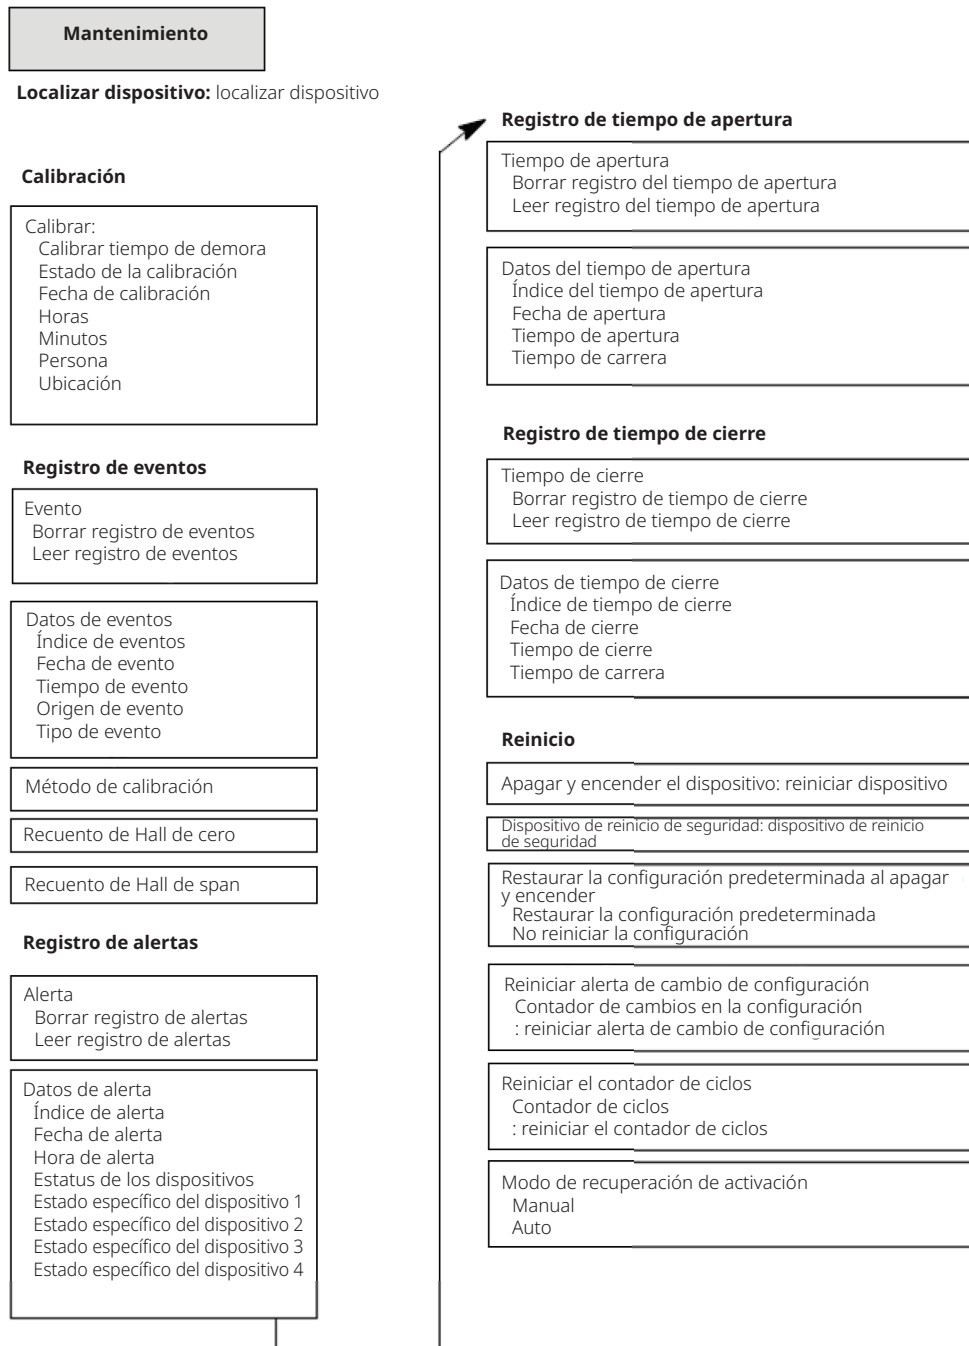 Mantenimiento
Localizar dispositivo: localizar dispositivo
Calibración
Calibrar:
Calibrar tiempo de demora
Estado de la calibración
Fecha de calibración
Horas
Minutos
Persona
Ubicación
Registro de eventos
Evento
Borrar registro de eventos
Leer registro de eventos
Datos de eventos
Índice de eventos
Fecha de evento
Tiempo de evento
Origen de evento
Tipo de evento
Método de calibración
Recuento de Hall de cero
Recuento de Hall de span
Registro de alertas
Alerta
Borrar registro de alertas
Leer registro de alertas
Datos de alerta
Índice de alerta
Fecha de alerta
Hora de alerta
Estatus de los dispositivos
Estado específico del dispositivo 1
Estado específico del dispositivo 2
Estado específico del dispositivo 3
Estado específico del dispositivo 4
Registro de tiempo de apertura
Tiempo de apertura
Borrar registro del tiempo de apertura
Leer registro del tiempo de apertura
Datos del tiempo de apertura
Índice del tiempo de apertura
Fecha de apertura
Tiempo de apertura
Tiempo de carrera
Registro de tiempo de cierre
Tiempo de cierre
Borrar registro de tiempo de cierre
Leer registro de tiempo de cierre
Datos de tiempo de cierre
Índice de tiempo de cierre
Fecha de cierre
Tiempo de cierre
Tiempo de carrera
Reinicio
Apagar y encender el dispositivo: reiniciar dispositivo
Dispositivo de reinicio de seguridad: dispositivo de reinicio
de seguridad
Restaurar la configuración predeterminada al apagar
y encender
Restaurar la configuración predeterminada
No reiniciar la configuración
Reiniciar alerta de cambio de configuración
Contador de cambios en la configuración
: reiniciar alerta de cambio de configuración
Reiniciar el contador de ciclos
Contador de ciclos
: reiniciar el contador de ciclos
Modo de recuperación de activación
Manual
Auto